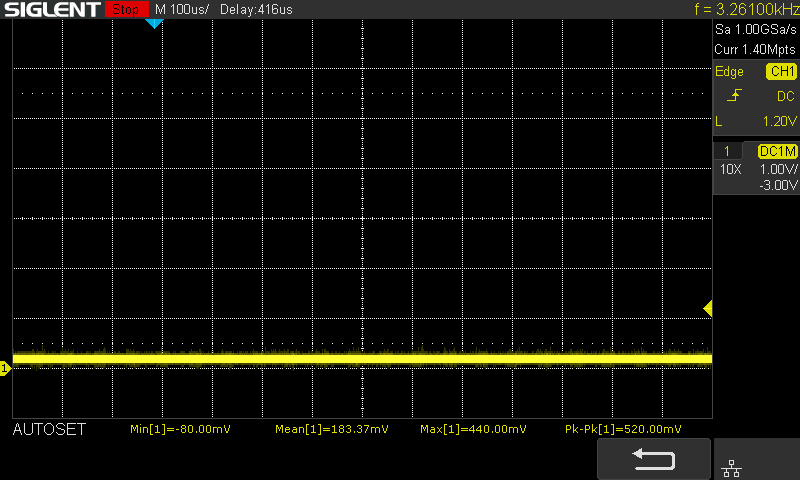 SIGLENT Stop M 100us/ Delay:416us f = 3.26100kHz
Sa 1.00GSa/s
Curr 1.40Mpts
Edge CH1
DC
L 1.20V
1 DC1M
10X 1.00V/
-3.00V
1
AUTOSET Min[1]=-80.00mV Mean[1]=183.37mV Max[1]=440.00mV Pk-Pk[1]=520.00mV